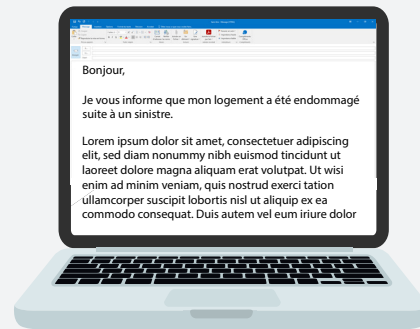 Bonjour,
Je vous informe que mon logement a été endommagé
suite à un sinistre.
Lorem ipsum dolor sit amet, consectetuer adipiscing
elit, sed diam nonummy nibh euismod tincidunt ut
laoreet dolore magna aliquam erat volutpat. Ut wisi
enim ad minim veniam, quis nostrud exerci tation
ullamcorper suscipit lobortis nisl ut aliquip ex ea
commodo consequat. Duis autem vel eum iriure dolor